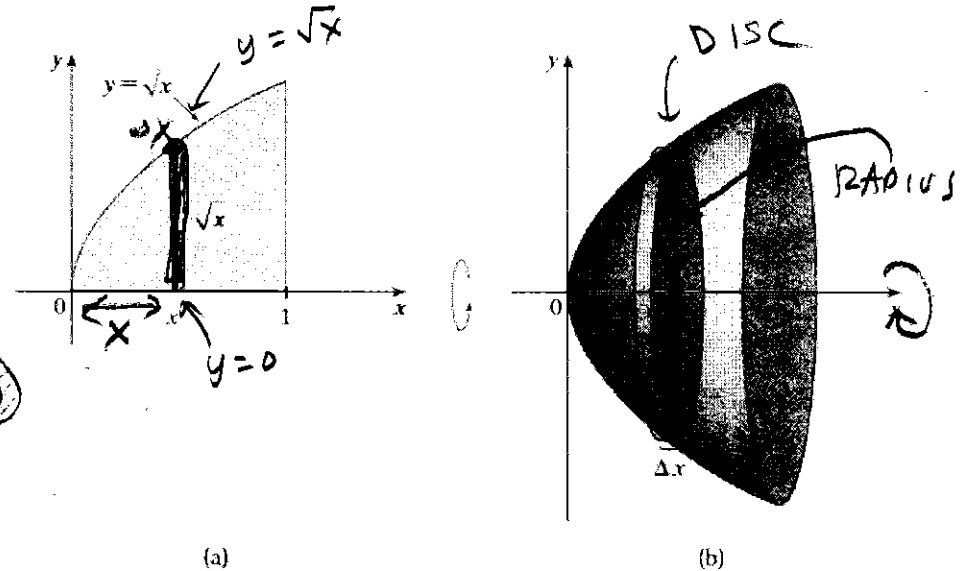 y = √x
y
y = √x
√x
0
x
x
1
x
y = 0
(a)
DISC
y
RADIUS
0
Δx
(b)